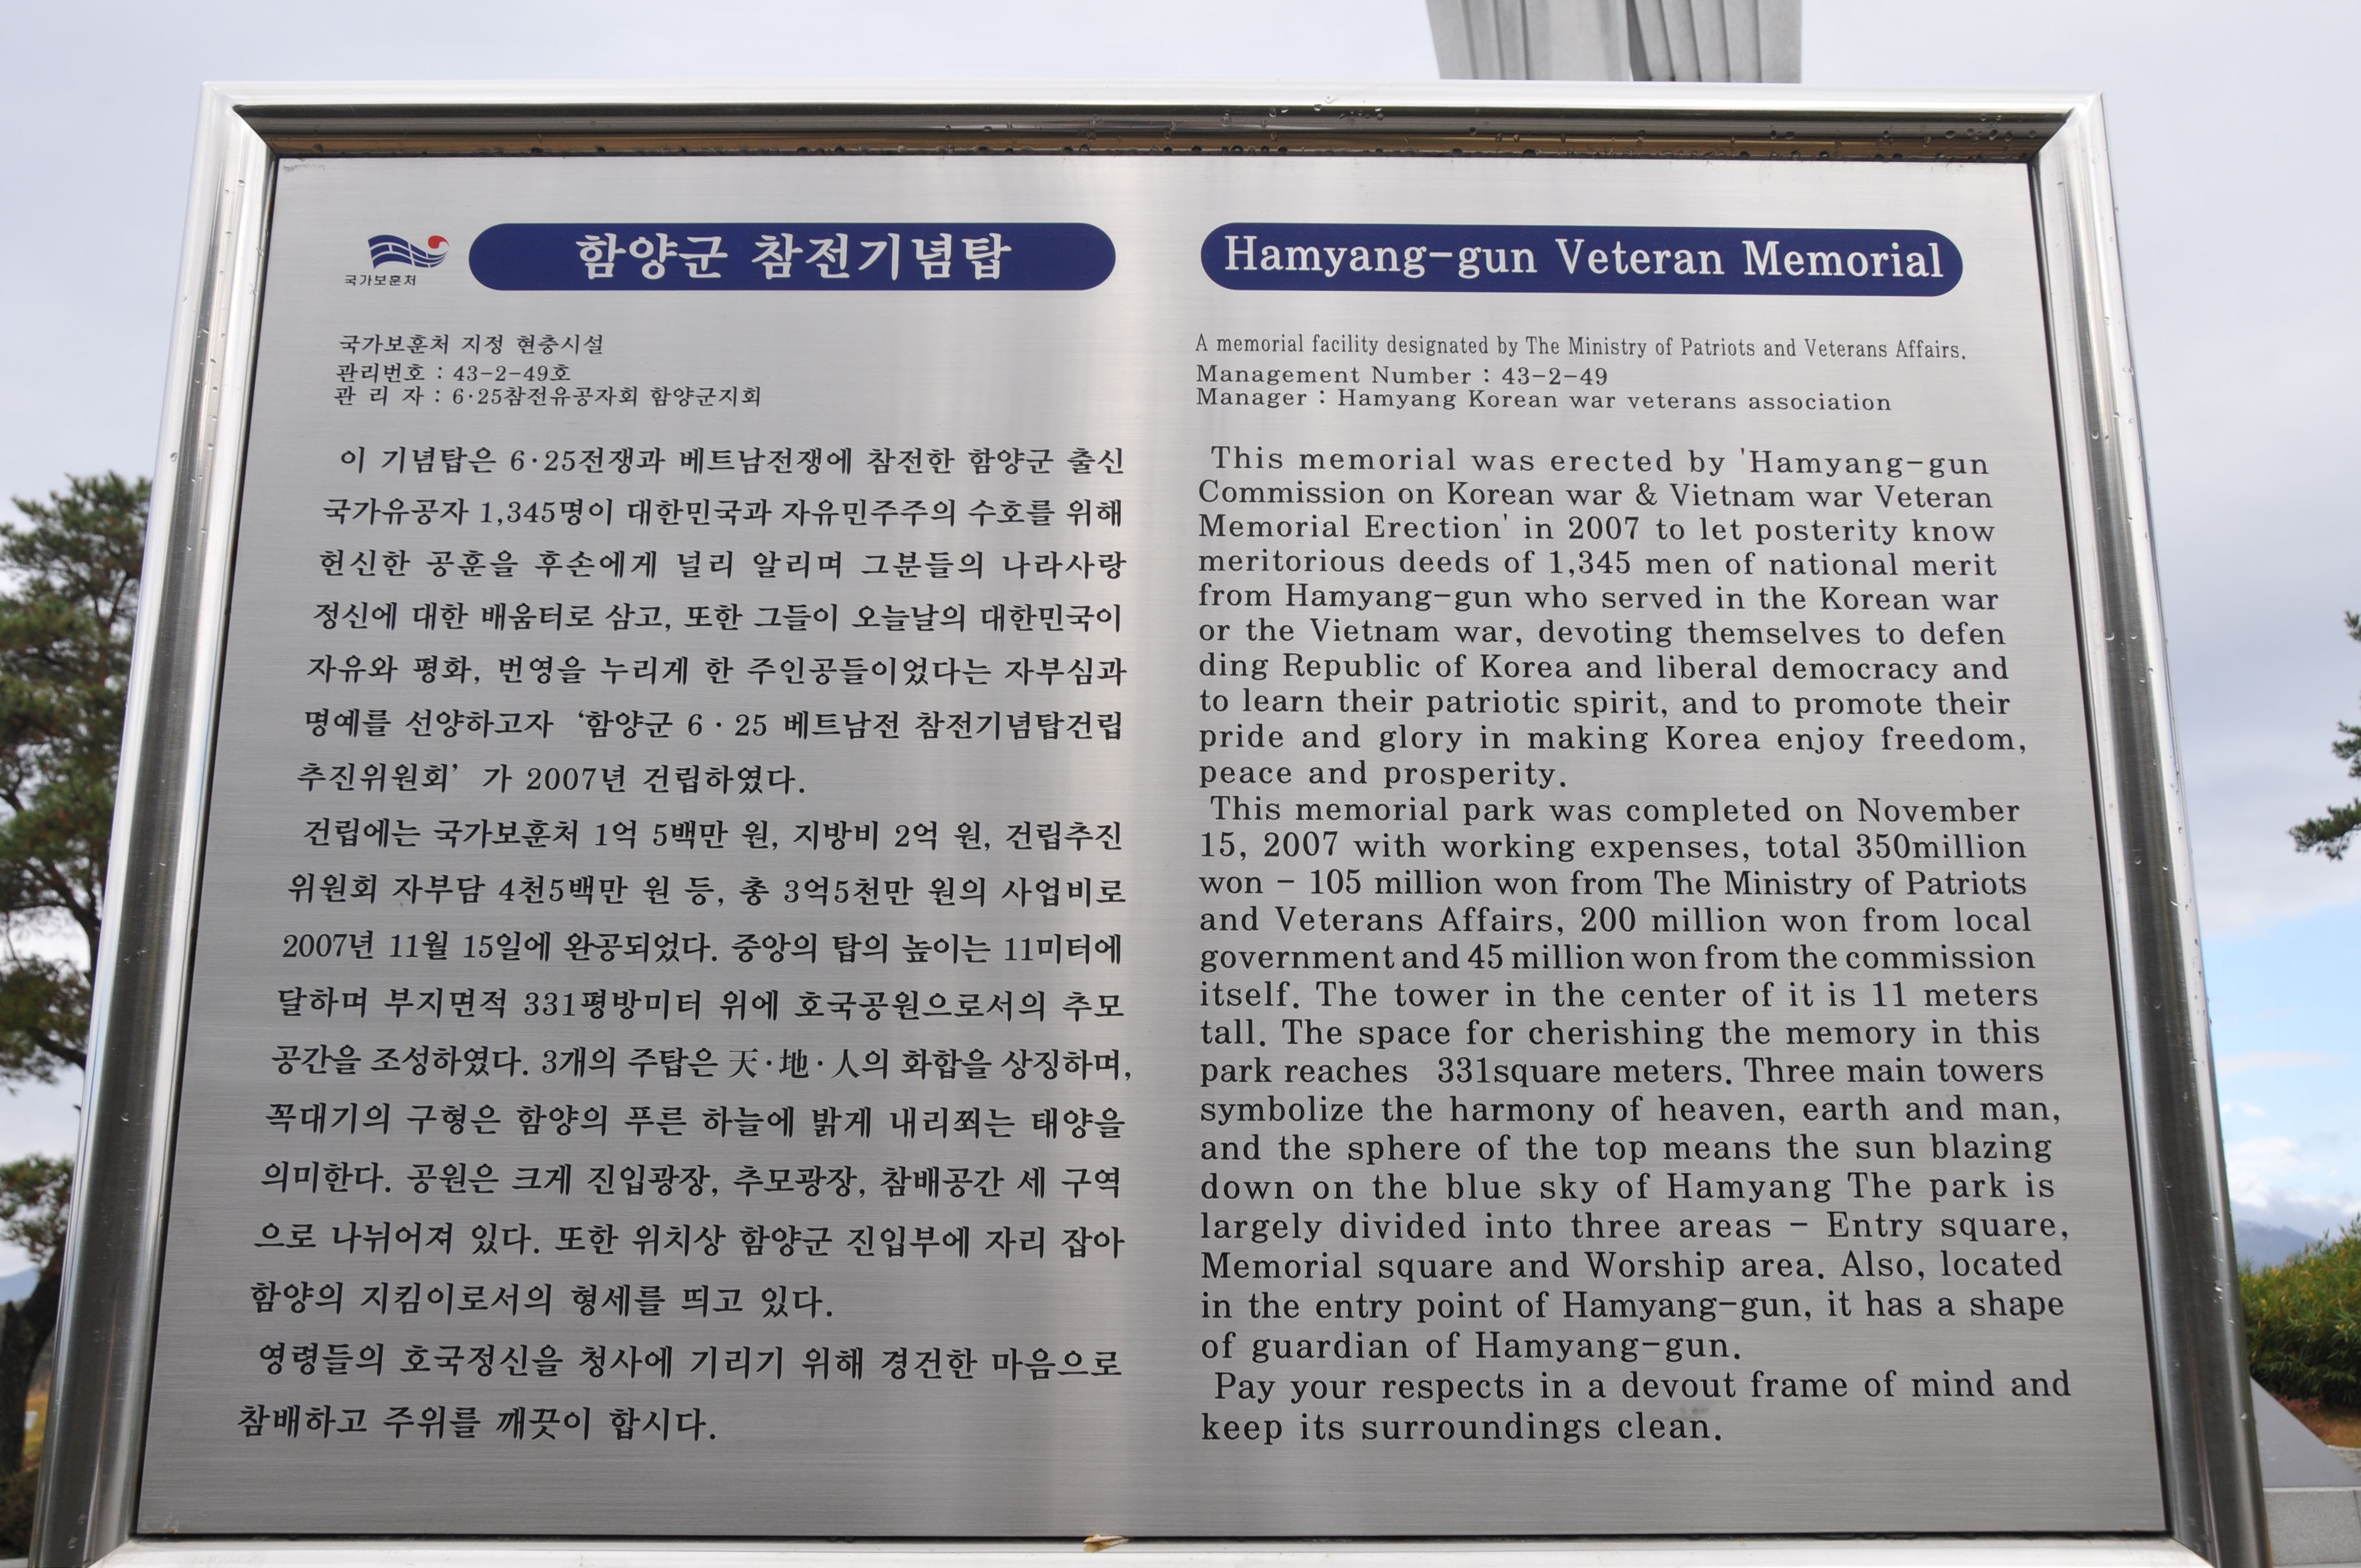 국가보훈처
함양군 참전기념탑
국가보훈처 지정 현충시설
관리번호 : 43-2-49호
관 리 자 : 6·25참전유공자회 함양군지회
이 기념탑은 6·25전쟁과 베트남전쟁에 참전한 함양군 출신
국가유공자 1,345명이 대한민국과 자유민주주의 수호를 위해
헌신한 공훈을 후손에게 널리 알리며 그분들의 나라사랑
정신에 대한 배움터로 삼고, 또한 그들이 오늘날의 대한민국이
자유와 평화, 번영을 누리게 한 주인공들이었다는 자부심과
명예를 선양하고자 ‘함양군 6 · 25 베트남전 참전기념탑건립
추진위원회’ 가 2007년 건립하였다.
건립에는 국가보훈처 1억 5백만 원, 지방비 2억 원, 건립추진
위원회 자부담 4천5백만 원 등, 총 3억5천만 원의 사업비로
2007년 11월 15일에 완공되었다. 중앙의 탑의 높이는 11미터에
달하며 부지면적 331평방미터 위에 호국공원으로서의 추모
공간을 조성하였다. 3개의 주탑은 天·地·人의 화합을 상징하며,
꼭대기의 구형은 함양의 푸른 하늘에 밝게 내리쬐는 태양을
의미한다. 공원은 크게 진입광장, 추모광장, 참배공간 세 구역
으로 나뉘어져 있다. 또한 위치상 함양군 진입부에 자리 잡아
함양의 지킴이로서의 형세를 띄고 있다.
영령들의 호국정신을 청사에 기리기 위해 경건한 마음으로
참배하고 주위를 깨끗이 합시다.
Hamyang-gun Veteran Memorial
A memorial facility designated by The Ministry of Patriots and Veterans Affairs.
Management Number : 43-2-49
Manager : Hamyang Korean war veterans association
This memorial was erected by 'Hamyang-gun
Commission on Korean war & Vietnam war Veteran
Memorial Erection' in 2007 to let posterity know
meritorious deeds of 1,345 men of national merit
from Hamyang-gun who served in the Korean war
or the Vietnam war, devoting themselves to defen
ding Republic of Korea and liberal democracy and
to learn their patriotic spirit, and to promote their
pride and glory in making Korea enjoy freedom,
peace and prosperity.
This memorial park was completed on November
15, 2007 with working expenses, total 350million
won - 105 million won from The Ministry of Patriots
and Veterans Affairs, 200 million won from local
government and 45 million won from the commission
itself. The tower in the center of it is 11 meters
tall. The space for cherishing the memory in this
park reaches 331square meters. Three main towers
symbolize the harmony of heaven, earth and man,
and the sphere of the top means the sun blazing
down on the blue sky of Hamyang The park is
largely divided into three areas - Entry square,
Memorial square and Worship area. Also, located
in the entry point of Hamyang-gun, it has a shape
of guardian of Hamyang-gun.
Pay your respects in a devout frame of mind and
keep its surroundings clean.